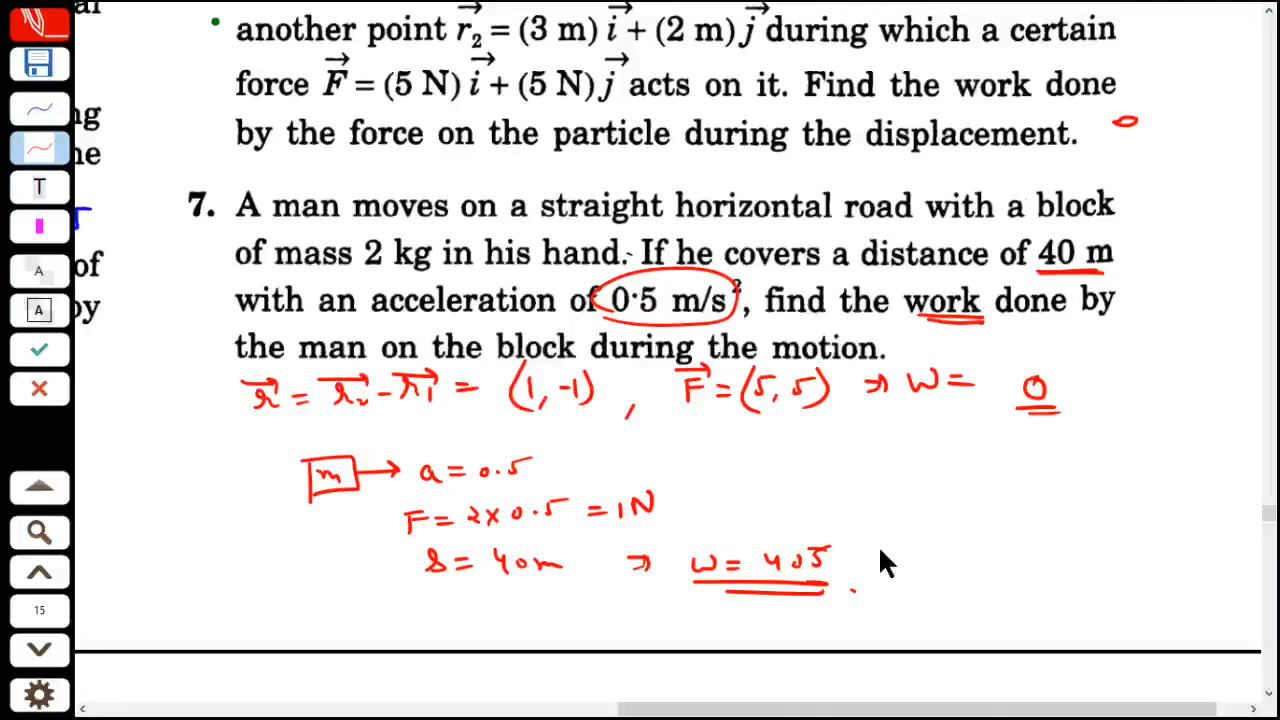 another point r₂ = (3 m) i + (2 m) j during which a certain
force F = (5 N) i + (5 N) j acts on it. Find the work done
by the force on the particle during the displacement.
ng
he
7. A man moves on a straight horizontal road with a block
of mass 2 kg in his hand. If he covers a distance of 40 m
of
with an acceleration of 0·5 m/s², find the work done by
by
the man on the block during the motion.
r = r₂ - r₁ = (1, -1) , F = (5, 5) ⇒ W = 0
m → a = 0.5
F = 2 × 0.5 = 1N
s = 40m ⇒ W = 40J
T
A
A
15